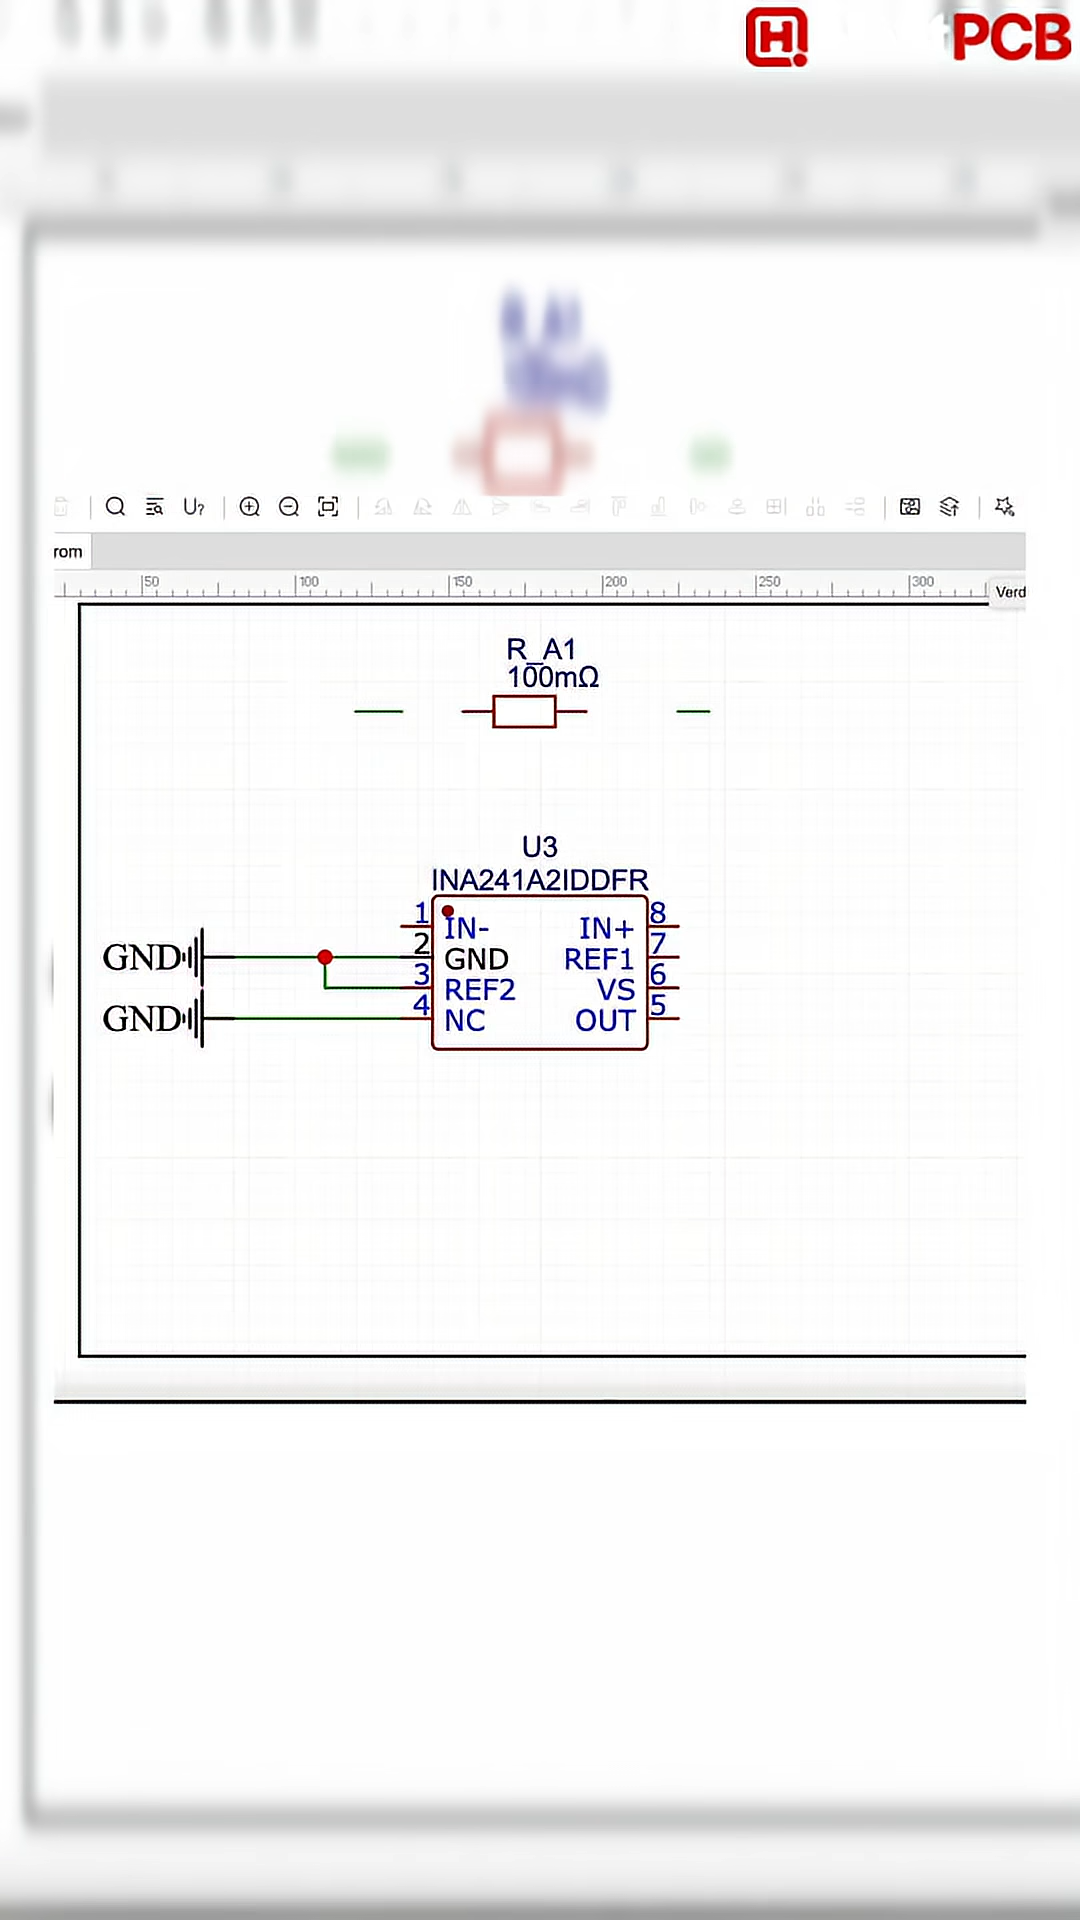 H! PCB
U?
rom
50 100 150 200 250 300
Verd
R_A1
100mΩ
U3
INA241A2IDDFR
1 IN- IN+ 8
GND 2 GND REF1 7
3 REF2 VS 6
GND 4 NC OUT 5